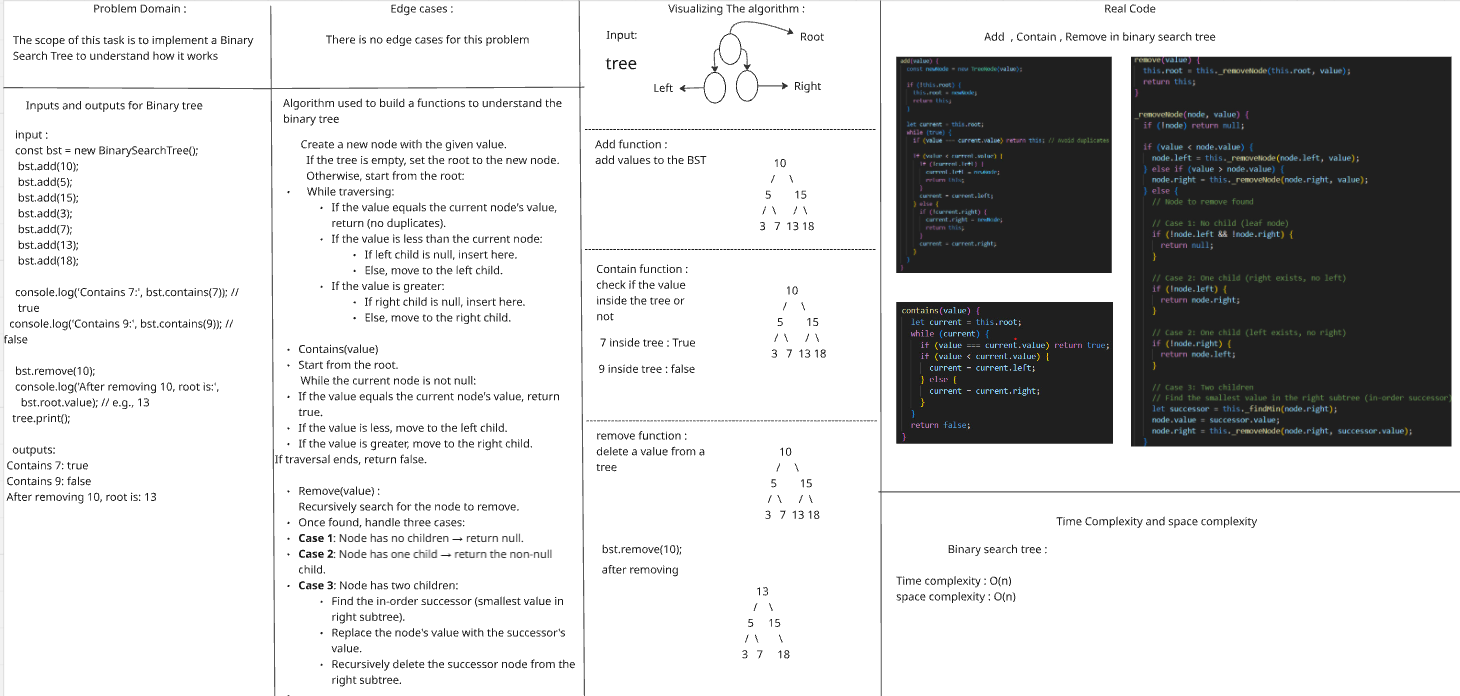 Problem Domain :
The scope of this task is to implement a Binary
Search Tree to understand how it works
Inputs and outputs for Binary tree
input :
const bst = new BinarySearchTree();
bst.add(10);
bst.add(5);
bst.add(15);
bst.add(3);
bst.add(7);
bst.add(13);
bst.add(18);
console.log('Contains 7:', bst.contains(7)); //
true
console.log('Contains 9:', bst.contains(9)); //
false
bst.remove(10);
console.log('After removing 10, root is:',
bst.root.value); // e.g., 13
tree.print();
outputs:
Contains 7: true
Contains 9: false
After removing 10, root is: 13
Edge cases :
There is no edge cases for this problem
Algorithm used to build a functions to understand the
binary tree
Create a new node with the given value.
If the tree is empty, set the root to the new node.
Otherwise, start from the root:
• While traversing:
• If the value equals the current node's value,
return (no duplicates).
• If the value is less than the current node:
• If left child is null, insert here.
• Else, move to the left child.
• If the value is greater:
• If right child is null, insert here.
• Else, move to the right child.
• Contains(value)
• Start from the root.
While the current node is not null:
• If the value equals the current node's value, return
true.
• If the value is less, move to the left child.
• If the value is greater, move to the right child.
If traversal ends, return false.
• Remove(value) :
Recursively search for the node to remove.
• Once found, handle three cases:
• Case 1: Node has no children → return null.
• Case 2: Node has one child → return the non-null
child.
• Case 3: Node has two children:
• Find the in-order successor (smallest value in
right subtree).
• Replace the node's value with the successor's
value.
• Recursively delete the successor node from the
right subtree.
Visualizing The algorithm :
Input:
tree
Root
Left
Right
Add function :
add values to the BST
10
/ \
5 15
/ \ / \
3 7 13 18
Contain function :
check if the value
inside the tree or
not
7 inside tree : True
9 inside tree : false
10
/ \
5 15
/ \ / \
3 7 13 18
remove function :
delete a value from a
tree
10
/ \
5 15
/ \ / \
3 7 13 18
bst.remove(10);
after removing
13
/ \
5 15
/ \ \
3 7 18
Real Code
Add , Contain , Remove in binary search tree
add(value) {
const newNode = new TreeNode(value);
if (!this.root) {
this.root = newNode;
return this;
}
let current = this.root;
while (true) {
if (value === current.value) return this; // Avoid duplicates
if (value < current.value) {
if (!current.left) {
current.left = newNode;
return this;
}
current = current.left;
} else {
if (!current.right) {
current.right = newNode;
return this;
}
current = current.right;
}
}
}
contains(value) {
let current = this.root;
while (current) {
if (value === current.value) return true;
if (value < current.value) {
current = current.left;
} else {
current = current.right;
}
}
return false;
}
remove(value) {
this.root = this._removeNode(this.root, value);
return this;
}
_removeNode(node, value) {
if (!node) return null;
if (value < node.value) {
node.left = this._removeNode(node.left, value);
} else if (value > node.value) {
node.right = this._removeNode(node.right, value);
} else {
// Node to remove found
// Case 1: No child (leaf node)
if (!node.left && !node.right) {
return null;
}
// Case 2: One child (right exists, no left)
if (!node.left) {
return node.right;
}
// Case 2: One child (left exists, no right)
if (!node.right) {
return node.left;
}
// Case 3: Two children
// Find the smallest value in the right subtree (in-order successor)
let successor = this._findMin(node.right);
node.value = successor.value;
node.right = this._removeNode(node.right, successor.value);
Time Complexity and space complexity
Binary search tree :
Time complexity : O(n)
space complexity : O(n)